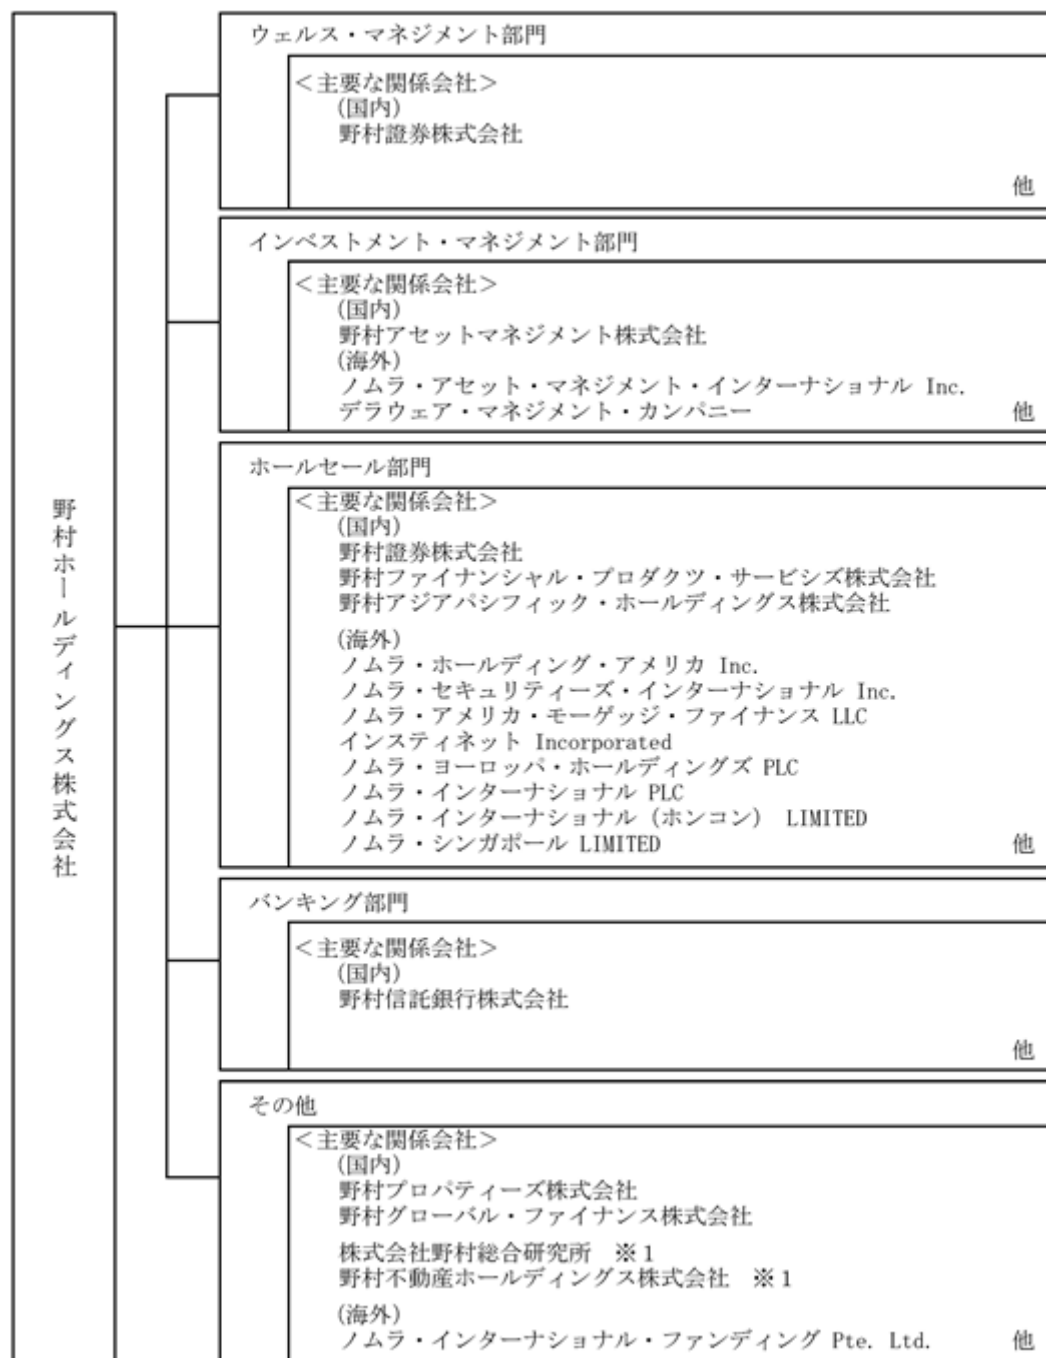 野村ホールディングス株式会社
ウェルス・マネジメント部門
<主要な関係会社>
(国内)
野村證券株式会社
他
インベストメント・マネジメント部門
<主要な関係会社>
(国内)
野村アセットマネジメント株式会社
(海外)
ノムラ・アセット・マネジメント・インターナショナル Inc.
デラウェア・マネジメント・カンパニー 他
ホールセール部門
<主要な関係会社>
(国内)
野村證券株式会社
野村ファイナンシャル・プロダクツ・サービシズ株式会社
野村アジアパシフィック・ホールディングス株式会社
(海外)
ノムラ・ホールディング・アメリカ Inc.
ノムラ・セキュリティーズ・インターナショナル Inc.
ノムラ・アメリカ・モーゲッジ・ファイナンス LLC
インスティネット Incorporated
ノムラ・ヨーロッパ・ホールディングズ PLC
ノムラ・インターナショナル PLC
ノムラ・インターナショナル (ホンコン) LIMITED
ノムラ・シンガポール LIMITED 他
バンキング部門
<主要な関係会社>
(国内)
野村信託銀行株式会社
他
その他
<主要な関係会社>
(国内)
野村プロパティーズ株式会社
野村グローバル・ファイナンス株式会社
株式会社野村総合研究所 ※1
野村不動産ホールディングス株式会社 ※1
(海外)
ノムラ・インターナショナル・ファンディング Pte. Ltd. 他